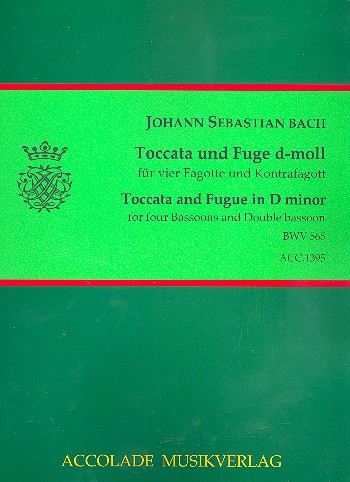 JOHANN SEBASTIAN BACH
Toccata und Fuge d-moll
für vier Fagotte und Kontrafagott
Toccata and Fugue in D minor
for four Bassoons and Double bassoon
BWV 565
ACC.1395
ACCOLADE MUSIKVERLAG